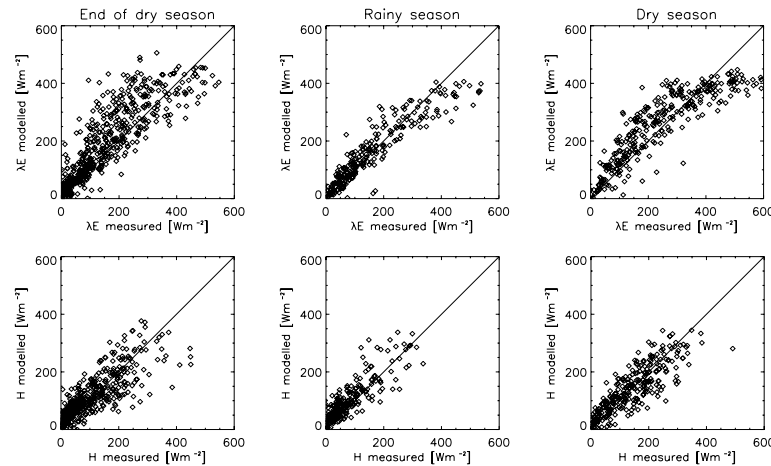 End of dry season
Rainy season
Dry season
600
400
200
0
λE modelled [Wm⁻²]
0 200 400 600
λE measured [Wm⁻²]
600
400
200
0
λE modelled [Wm⁻²]
0 200 400 600
λE measured [Wm⁻²]
600
400
200
0
λE modelled [Wm⁻²]
0 200 400 600
λE measured [Wm⁻²]
600
400
200
0
H modelled [Wm⁻²]
0 200 400 600
H measured [Wm⁻²]
600
400
200
0
H modelled [Wm⁻²]
0 200 400 600
H measured [Wm⁻²]
600
400
200
0
H modelled [Wm⁻²]
0 200 400 600
H measured [Wm⁻²]